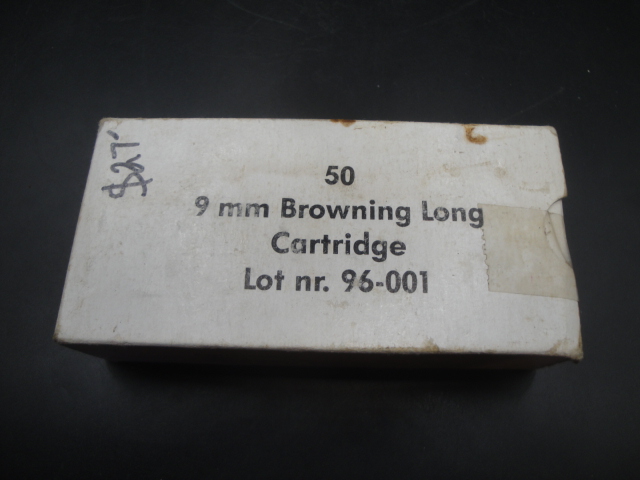 $27
50
9 mm Browning Long
Cartridge
Lot nr. 96-001